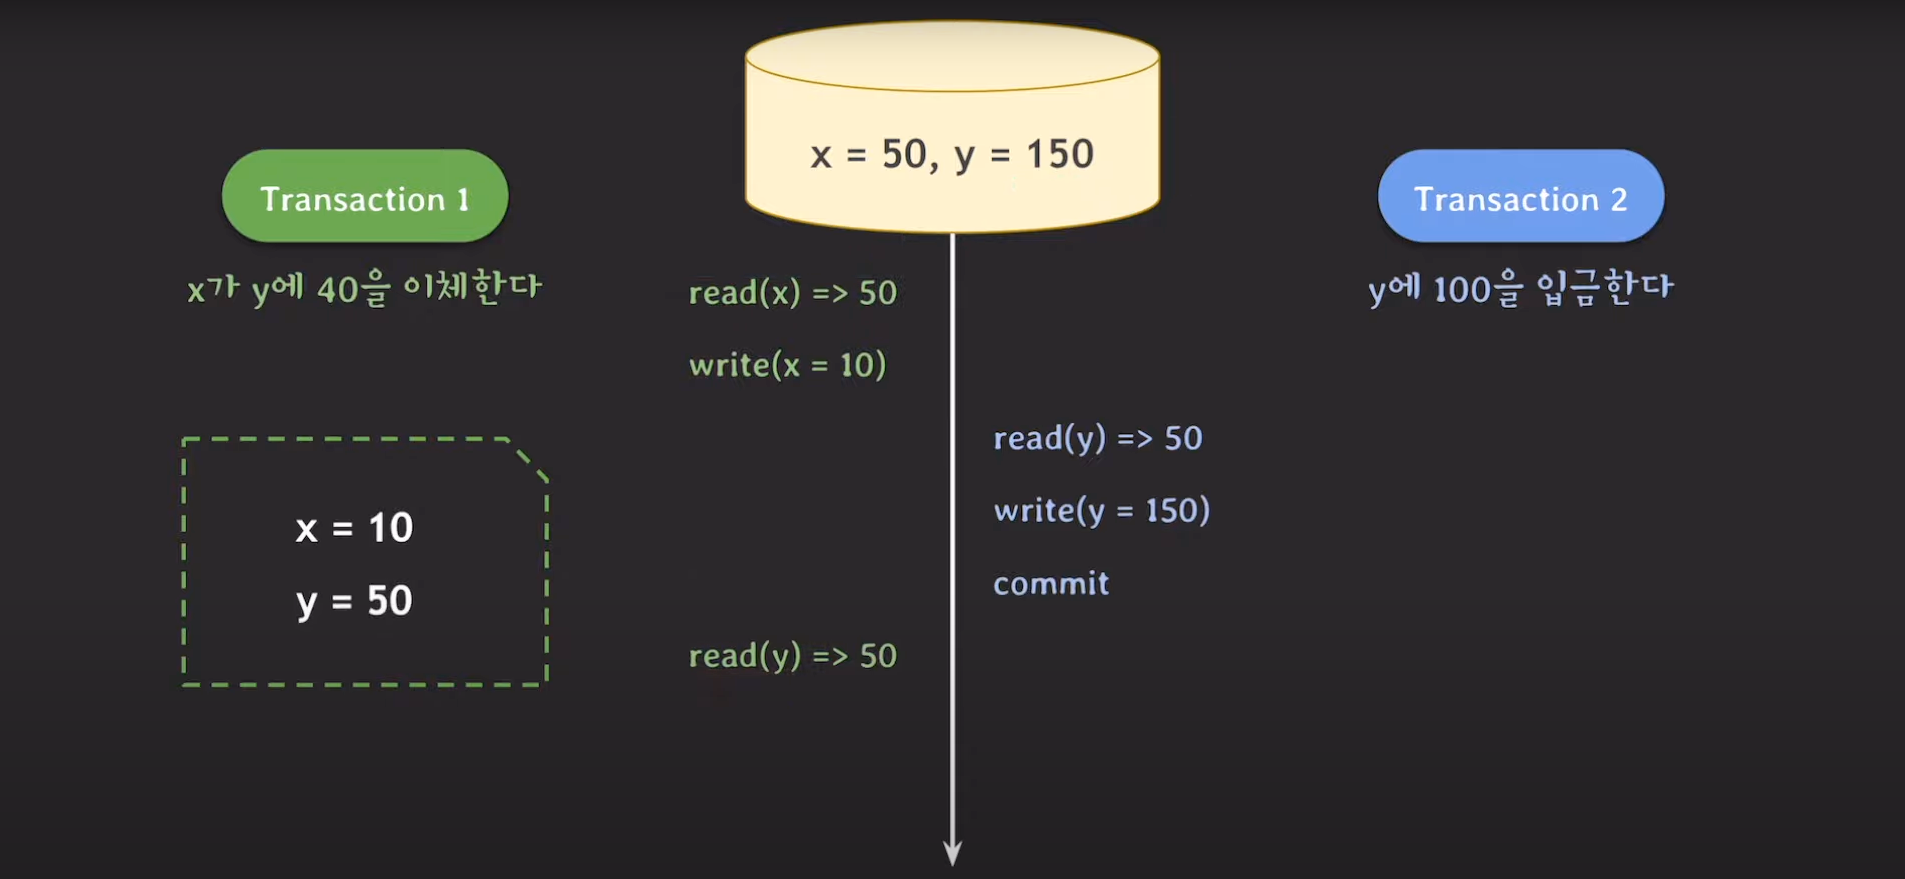 x = 50, y = 150
Transaction 1
x가 y에 40을 이체한다
Transaction 2
y에 100을 입금한다
read(x) => 50
write(x = 10)
read(y) => 50
write(y = 150)
commit
x = 10
y = 50
read(y) => 50